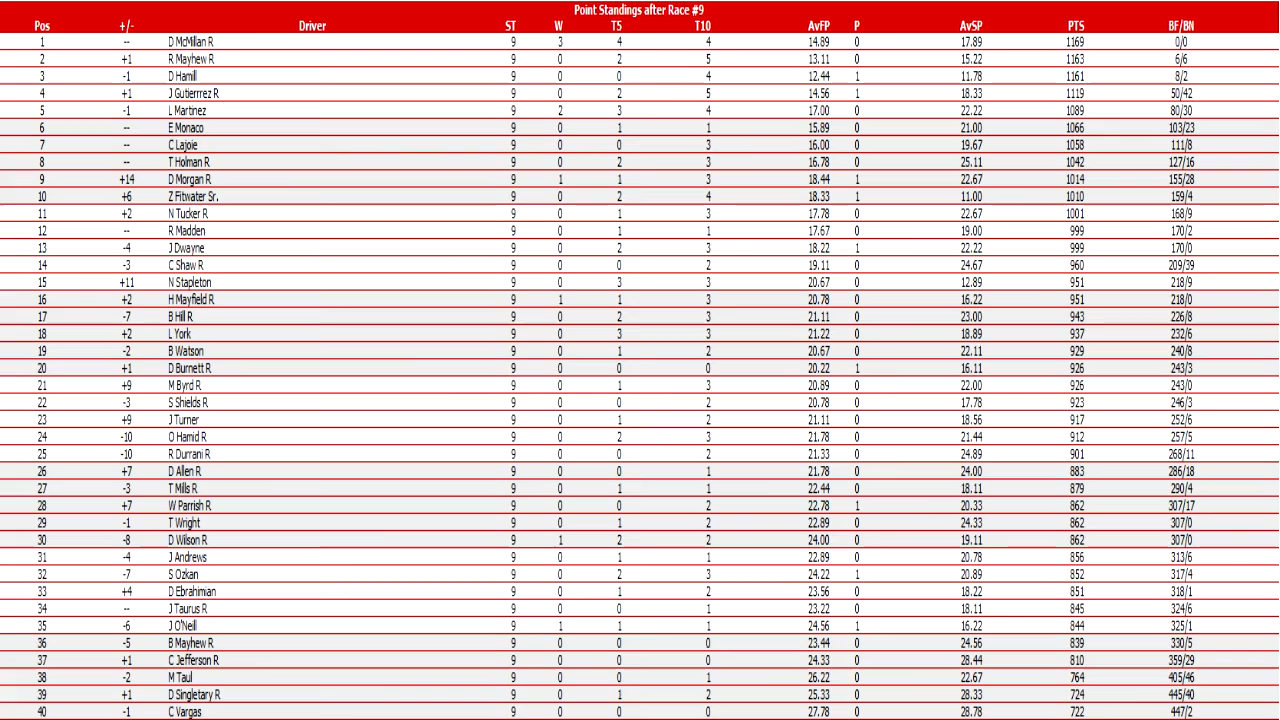 Point Standings after Race #9
Pos +/- Driver ST W T5 T10 AvFP P AvSP PTS BF/BN
1 -- D McMillan R 9 3 4 4 14.89 0 17.89 1169 0/0
2 +1 R Mayhew R 9 0 2 5 13.11 0 15.22 1163 6/6
3 -1 D Hamill 9 0 0 4 12.44 1 11.78 1161 8/2
4 +1 J Gutierrrez R 9 0 2 5 14.56 1 18.33 1119 50/42
5 -1 L Martinez 9 2 3 4 17.00 0 22.22 1089 80/30
6 -- E Monaco 9 0 1 1 15.89 0 21.00 1066 103/23
7 -- C Lajoie 9 0 0 3 16.00 0 19.67 1058 111/8
8 -- T Holman R 9 0 2 3 16.78 0 25.11 1042 127/16
9 +14 D Morgan R 9 1 1 3 18.44 1 22.67 1014 155/28
10 +6 Z Fitwater Sr. 9 0 2 4 18.33 1 11.00 1010 159/4
11 +2 N Tucker R 9 0 1 3 17.78 0 22.67 1001 168/9
12 -- R Madden 9 0 1 1 17.67 0 19.00 999 170/2
13 -4 J Dwayne 9 0 2 3 18.22 1 22.22 999 170/0
14 -3 C Shaw R 9 0 0 2 19.11 0 24.67 960 209/39
15 +11 N Stapleton 9 0 3 3 20.67 0 12.89 951 218/9
16 +2 H Mayfield R 9 1 1 3 20.78 0 16.22 951 218/0
17 -7 B Hill R 9 0 2 3 21.11 0 23.00 943 226/8
18 +2 L York 9 0 3 3 21.22 0 18.89 937 232/6
19 -2 B Watson 9 0 1 2 20.67 0 22.11 929 240/8
20 +1 D Burnett R 9 0 0 0 20.22 1 16.11 926 243/3
21 +9 M Byrd R 9 0 1 3 20.89 0 22.00 926 243/0
22 -3 S Shields R 9 0 0 2 20.78 0 17.78 923 246/3
23 +9 J Turner 9 0 1 2 21.11 0 18.56 917 252/6
24 -10 O Hamid R 9 0 2 3 21.78 0 21.44 912 257/5
25 -10 R Durrani R 9 0 0 2 21.33 0 24.89 901 268/11
26 +7 D Allen R 9 0 0 1 21.78 0 24.00 883 286/18
27 -3 T Mills R 9 0 1 1 22.44 0 18.11 879 290/4
28 +7 W Parrish R 9 0 0 2 22.78 1 20.33 862 307/17
29 -1 T Wright 9 0 1 2 22.89 0 24.33 862 307/0
30 -8 D Wilson R 9 1 2 2 24.00 0 19.11 862 307/0
31 -4 J Andrews 9 0 1 1 22.89 0 20.78 856 313/6
32 -7 S Ozkan 9 0 2 3 24.22 1 20.89 852 317/4
33 +4 D Ebrahimian 9 0 1 2 23.56 0 18.22 851 318/1
34 -- J Taurus R 9 0 0 1 23.22 0 18.11 845 324/6
35 -6 J O'Neill 9 1 1 1 24.56 1 16.22 844 325/1
36 -5 B Mayhew R 9 0 0 0 23.44 0 24.56 839 330/5
37 +1 C Jefferson R 9 0 0 0 24.33 0 28.44 810 359/29
38 -2 M Taul 9 0 0 1 26.22 0 22.67 764 405/46
39 +1 D Singletary R 9 0 1 2 25.33 0 28.33 724 445/40
40 -1 C Vargas 9 0 0 0 27.78 0 28.78 722 447/2